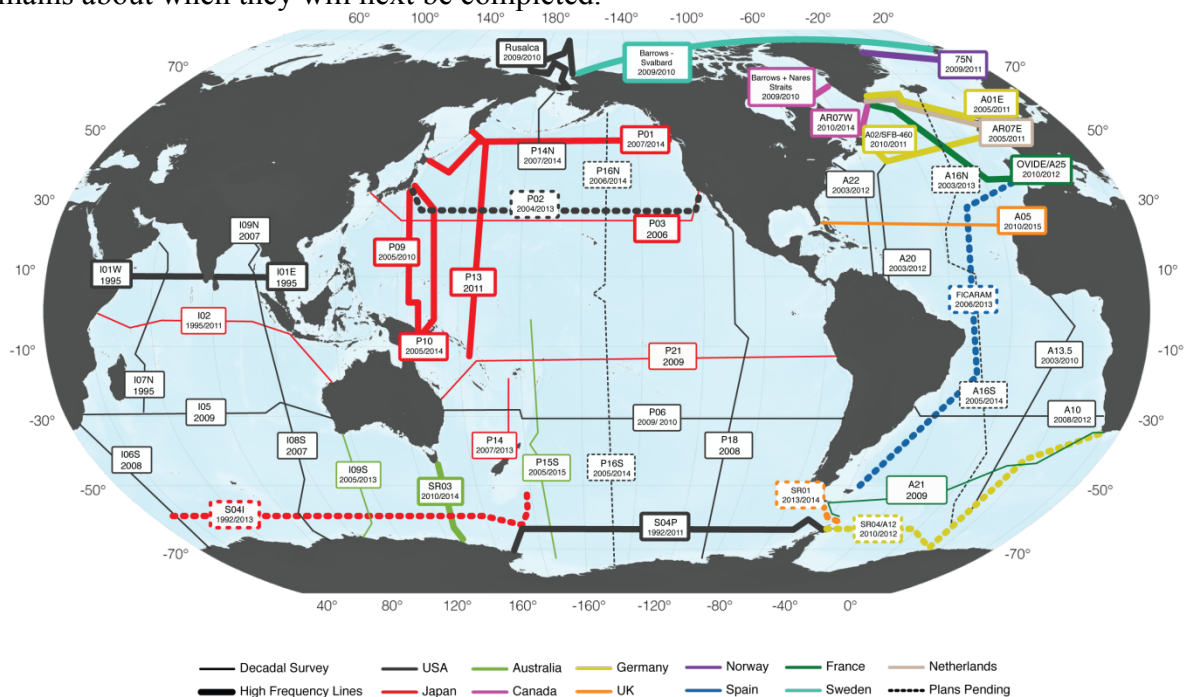 mains about when they will next be completed.
60° 100° 140° 180° -140° -100° -60° -20° 20°
70°
70°
50°
50°
30°
30°
10°
10°
-10°
-10°
-30°
-30°
-50°
-50°
-70°
-70°
Rusalca
2009/2010
Barrows -
Svalbard
2009/2010
75N
2009/2011
Barrows + Nares
Straits
2009/2010
A01E
2005/2011
AR07W
2010/2014
A02/SFB-460
2010/2011
AR07E
2005/2011
P01
2007/2014
P14N
2007/2014
P16N
2006/2014
OVIDE/A25
2010/2012
A22
2003/2012
A16N
2003/2013
P02
2004/2013
P03
2006
A05
2010/2015
I09N
2007
P09
2005/2010
A20
2003/2012
I01W
1995
I01E
1995
P13
2011
FICARAM
2006/2013
I02
1995/2011
P10
2005/2014
P21
2009
A13.5
2003/2010
I07N
1995
A16S
2005/2014
I05
2009
P06
2009/ 2010
A10
2008/2012
I06S
2008
I08S
2007
P14
2007/2013
P18
2008
I09S
2005/2013
P15S
2005/2015
P16S
2005/2014
SR03
2010/2014
SR01
2013/2014
A21
2009
S04I
1992/2013
S04P
1992/2011
SR04/A12
2010/2012
40° 80° 120° 160° -160° -120° -80° -40° 0°
Decadal Survey USA Australia Germany Norway France Netherlands
High Frequency Lines Japan Canada UK Spain Sweden Plans Pending